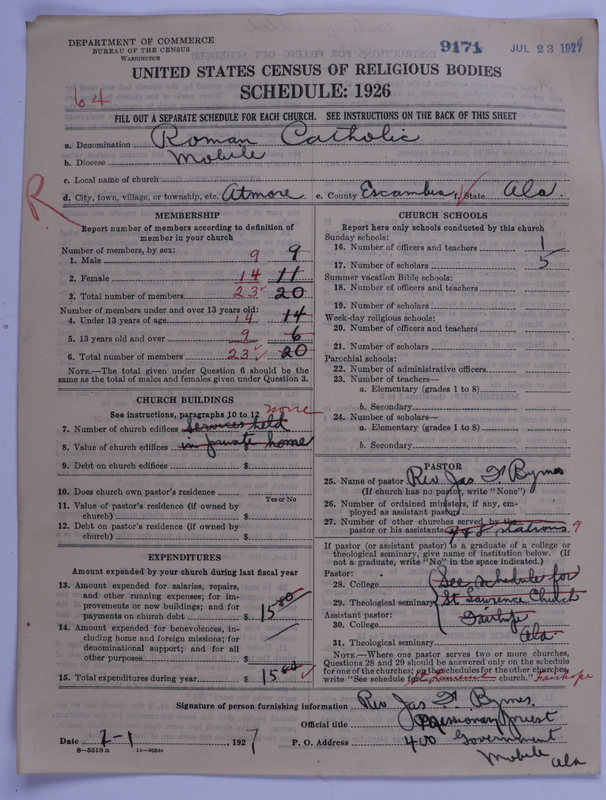 DEPARTMENT OF COMMERCE
BUREAU OF THE CENSUS
WASHINGTON
9171 JUL 23 1927
UNITED STATES CENSUS OF RELIGIOUS BODIES
SCHEDULE: 1926
64
FILL OUT A SEPARATE SCHEDULE FOR EACH CHURCH. SEE INSTRUCTIONS ON THE BACK OF THIS SHEET
a. Denomination Roman Catholic
b. Diocese Mobile
c. Local name of church
R
d. City, town, village, or township, etc. Atmore e. County Escambia f. State Ala.
MEMBERSHIP
Report number of members according to definition of
member in your church
Number of members, by sex:
1. Male 9 9
2. Female 14 11
3. Total number of members 23 20
Number of members under and over 13 years old:
4. Under 13 years of age 14 14
5. 13 years old and over 9 6
6. Total number of members 23 20
NOTE.—The total given under Question 6 should be the
same as the total of males and females given under Question 3.
CHURCH BUILDINGS
See instructions, paragraphs 10 to 12 none
7. Number of church edifices Services held
8. Value of church edifices in private home
9. Debt on church edifices $
10. Does church own pastor's residence
Yes or No
11. Value of pastor's residence (if owned by
church) $
12. Debt on pastor's residence (if owned by
church) $
EXPENDITURES
Amount expended by church during last fiscal year
13. Amount expended for salaries, repairs,
and other running expenses; for im-
provements or new buildings; and for
payments on church debt $ 15.00
14. Amount expended for benevolences, in-
cluding home and foreign missions; for
denominational support; and for all
other purposes
15. Total expenditures during year $ 15.00
CHURCH SCHOOLS
Report here only schools conducted by this church
Sunday schools:
16. Number of officers and teachers 1
17. Number of scholars 5
Summer vacation Bible schools:
18. Number of officers and teachers
19. Number of scholars
Week-day religious schools:
20. Number of officers and teachers
21. Number of scholars
Parochial schools:
22. Number of administrative officers
23. Number of teachers—
a. Elementary (grades 1 to 8)
b. Secondary
24. Number of scholars—
a. Elementary (grades 1 to 8)
b. Secondary
PASTOR
25. Name of pastor Rev Jas. F. Byrnes
(If church has no pastor, write "None")
26. Number of ordained ministers, if any, em-
ployed as assistant pastor
27. Number of other churches served by the
pastor or his assistants stations 9
If pastor (or assistant pastor) is a graduate of a college or
theological seminary, give name of institution below. (If
not a graduate, write "No" in the space indicated.)
Pastor:
28. College See schedule for
29. Theological seminary St Lawrence Church
Assistant pastor: Fairhope
30. College Ala
31. Theological seminary
NOTE.—Where one pastor serves two or more churches,
Questions 28 and 29 should be answered only on the schedule
for one of the churches; on the schedules for the other churches,
write "See schedule for St Lawrence church." Fairhope
Signature of person furnishing information Rev. Jas F. Byrnes
Official title Missionary priest
Date 7-1 1927 P. O. Address 400 Government
Mobile Ala
8—5518a